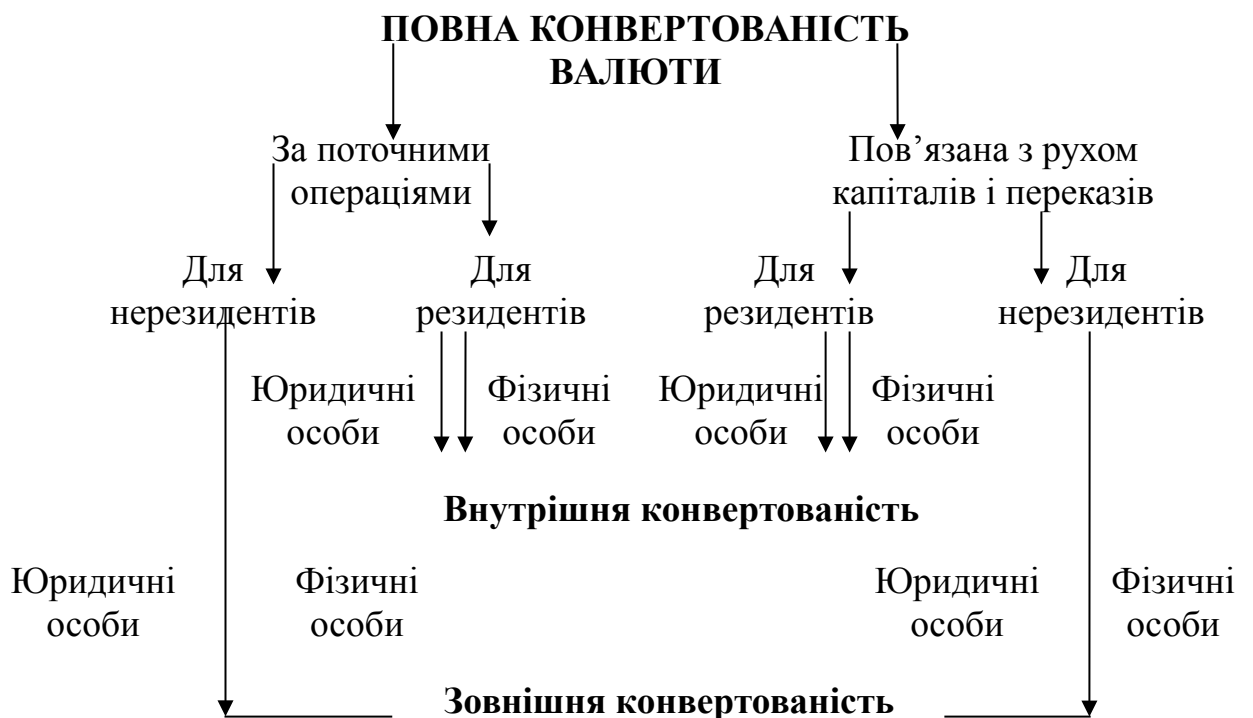 ПОВНА КОНВЕРТОВАНІСТЬ
ВАЛЮТИ
За поточними
операціями
Пов’язана з рухом
капіталів і переказів
Для
нерезидентів
Для
резидентів
Для
резидентів
Для
нерезидентів
Юридичні
особи
Фізичні
особи
Юридичні
особи
Фізичні
особи
Внутрішня конвертованість
Юридичні
особи
Фізичні
особи
Юридичні
особи
Фізичні
особи
Зовнішня конвертованість